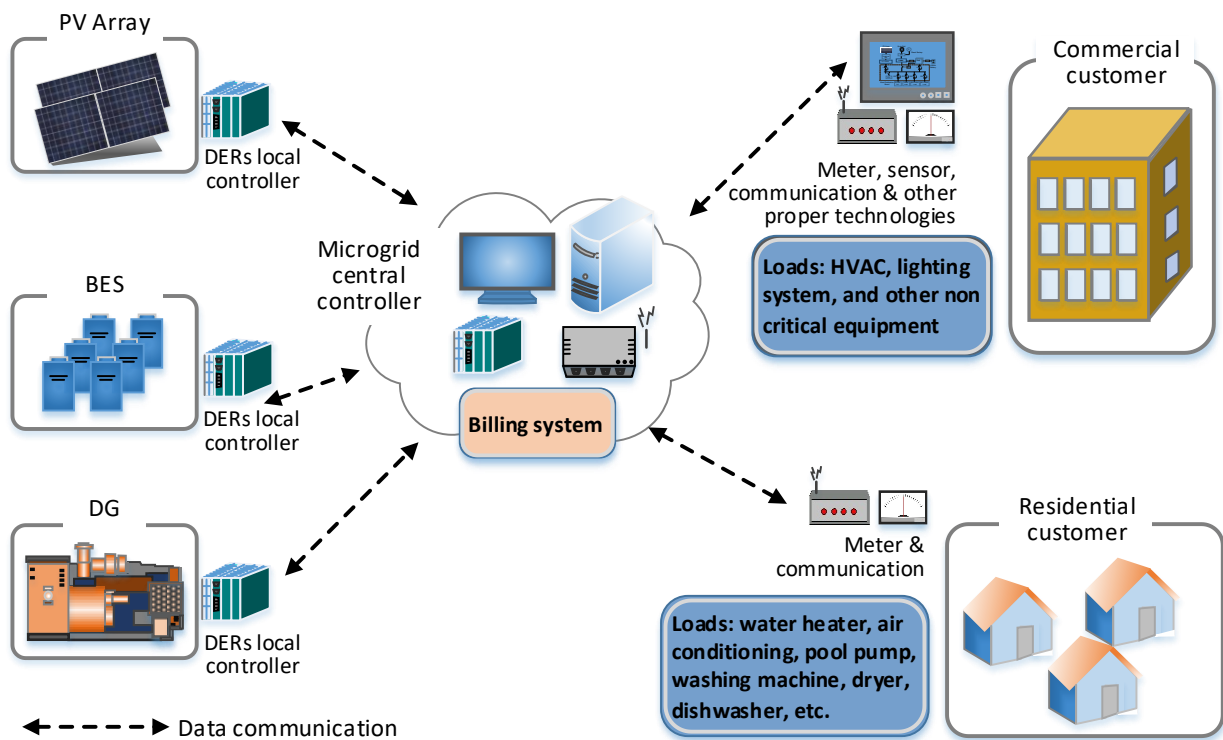 PV Array
DERs local
controller
BES
DERs local
controller
DG
DERs local
controller
Data communication
Microgrid
central
controller
Billing system
Meter, sensor,
communication & other
proper technologies
Loads: HVAC, lighting
system, and other non
critical equipment
Commercial
customer
Meter &
communication
Loads: water heater, air
conditioning, pool pump,
washing machine, dryer,
dishwasher, etc.
Residential
customer